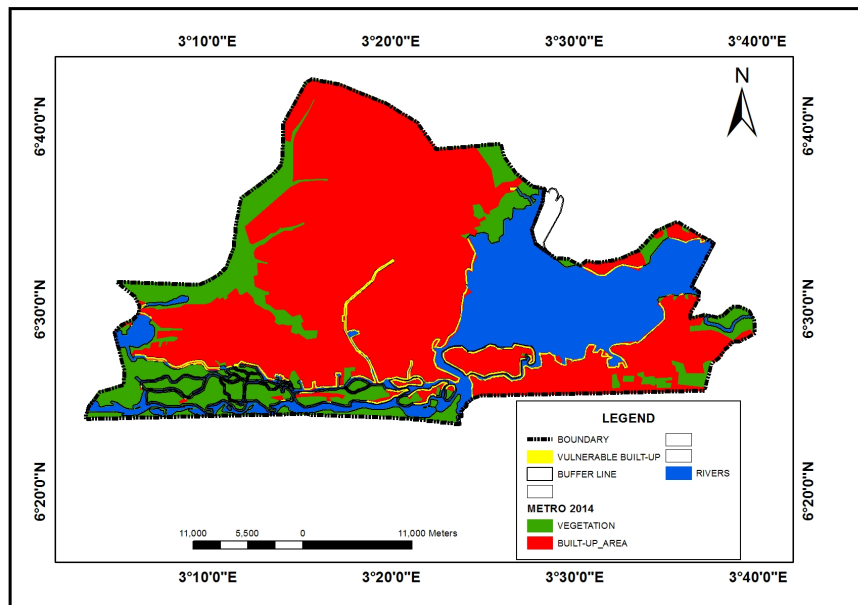 3°10'0"E 3°20'0"E 3°30'0"E 3°40'0"E
N
6°40'0"N 6°40'0"N
6°30'0"N 6°30'0"N
6°20'0"N 6°20'0"N
LEGEND
BOUNDARY
VULNERABLE BUILT-UP
BUFFER LINE RIVERS
METRO 2014
VEGETATION
BUILT-UP_AREA
11,000 5,500 0 11,000 Meters
3°10'0"E 3°20'0"E 3°30'0"E 3°40'0"E